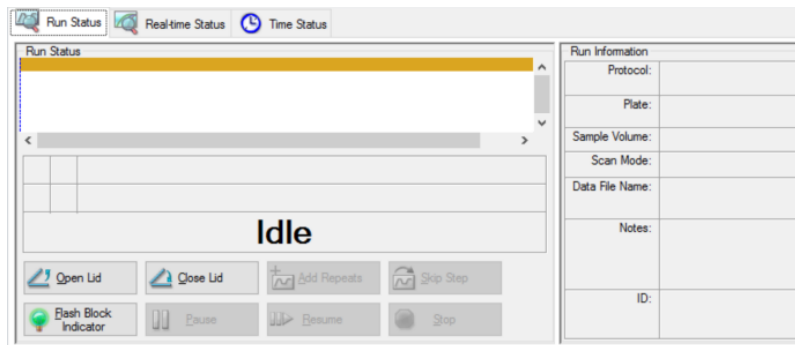 Run Status
Real-time Status
Time Status
Run Status
Idle
Open Lid
Close Lid
Add Repeats
Skip Step
Flash Block
Indicator
Pause
Resume
Stop
Run Information
Protocol:
Plate:
Sample Volume:
Scan Mode:
Data File Name:
Notes:
ID: